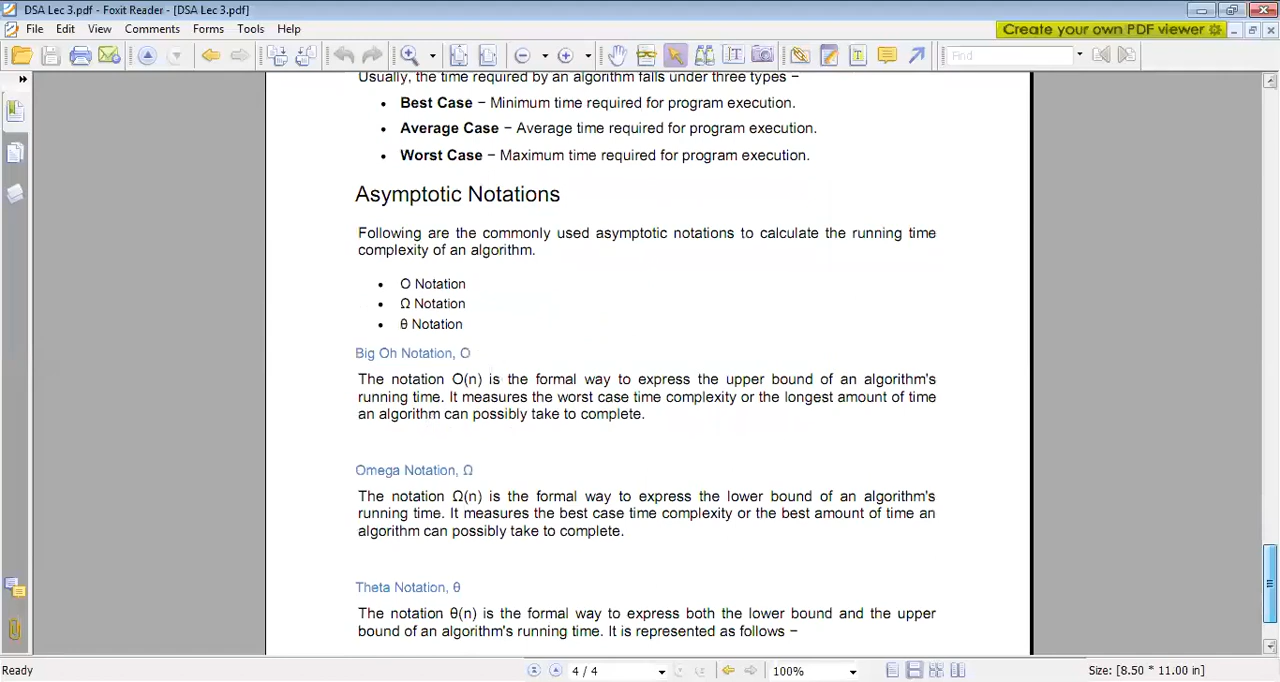 DSA Lec 3.pdf - Foxit Reader - [DSA Lec 3.pdf]
File Edit View Comments Forms Tools Help
Create your own PDF viewer
Find
Usually, the time required by an algorithm falls under three types −
• Best Case − Minimum time required for program execution.
• Average Case − Average time required for program execution.
• Worst Case − Maximum time required for program execution.
Asymptotic Notations
Following are the commonly used asymptotic notations to calculate the running time
complexity of an algorithm.
• Ο Notation
• Ω Notation
• θ Notation
Big Oh Notation, Ο
The notation Ο(n) is the formal way to express the upper bound of an algorithm's
running time. It measures the worst case time complexity or the longest amount of time
an algorithm can possibly take to complete.
Omega Notation, Ω
The notation Ω(n) is the formal way to express the lower bound of an algorithm's
running time. It measures the best case time complexity or the best amount of time an
algorithm can possibly take to complete.
Theta Notation, θ
The notation θ(n) is the formal way to express both the lower bound and the upper
bound of an algorithm's running time. It is represented as follows −
Ready
4 / 4
100%
Size: [8.50 * 11.00 in]